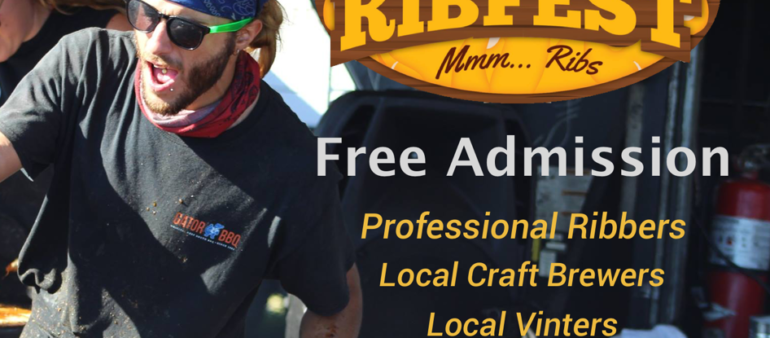 RIBFEST
Mmm... Ribs
Free Admission
Professional Ribbers
GATOR BBQ
Local Craft Brewers
Local Vinters